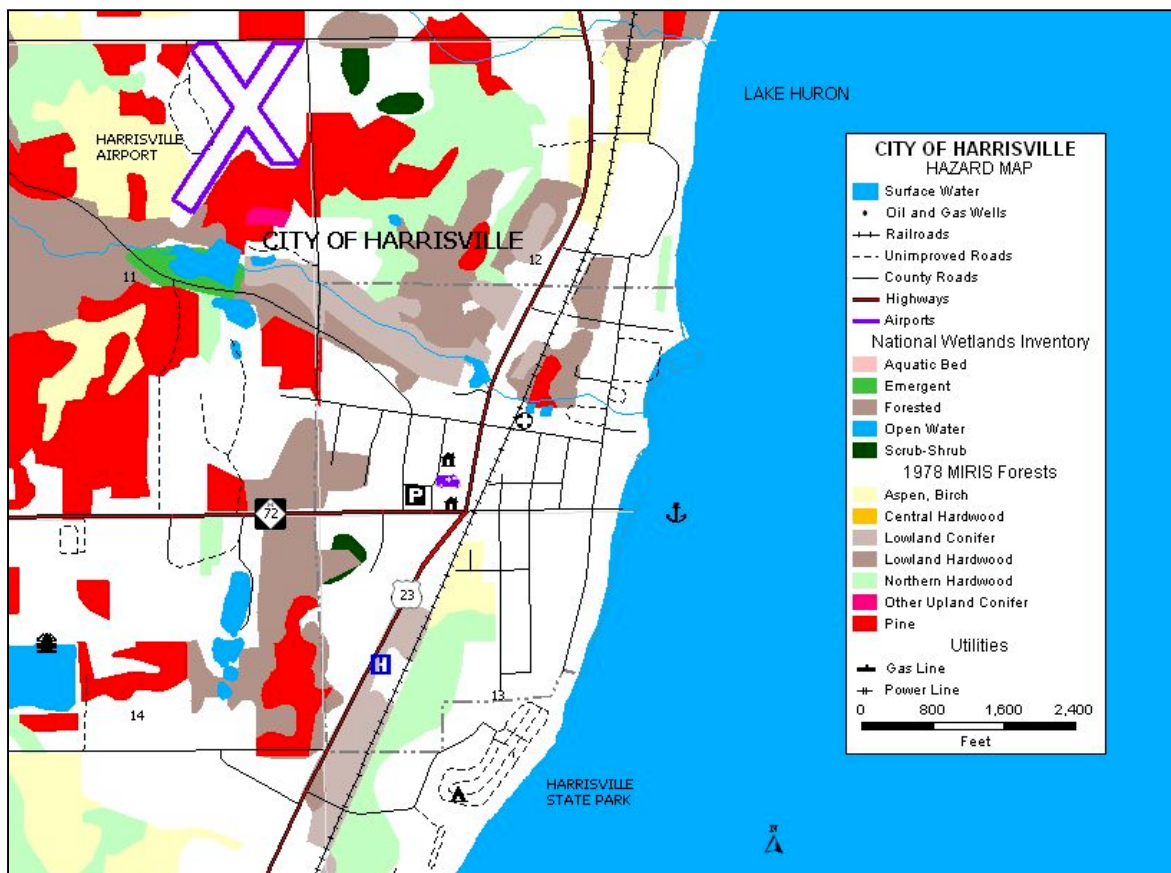 LAKE HURON
HARRISVILLE
AIRPORT
CITY OF HARRISVILLE
11
12
P
72
23
H
13
14
HARRISVILLE
STATE PARK
N
CITY OF HARRISVILLE
HAZARD MAP
Surface Water
Oil and Gas Wells
Railroads
Unimproved Roads
County Roads
Highways
Airports
National Wetlands Inventory
Aquatic Bed
Emergent
Forested
Open Water
Scrub-Shrub
1978 MIRIS Forests
Aspen, Birch
Central Hardwood
Lowland Conifer
Lowland Hardwood
Northern Hardwood
Other Upland Conifer
Pine
Utilities
Gas Line
Power Line
0 800 1,600 2,400
Feet